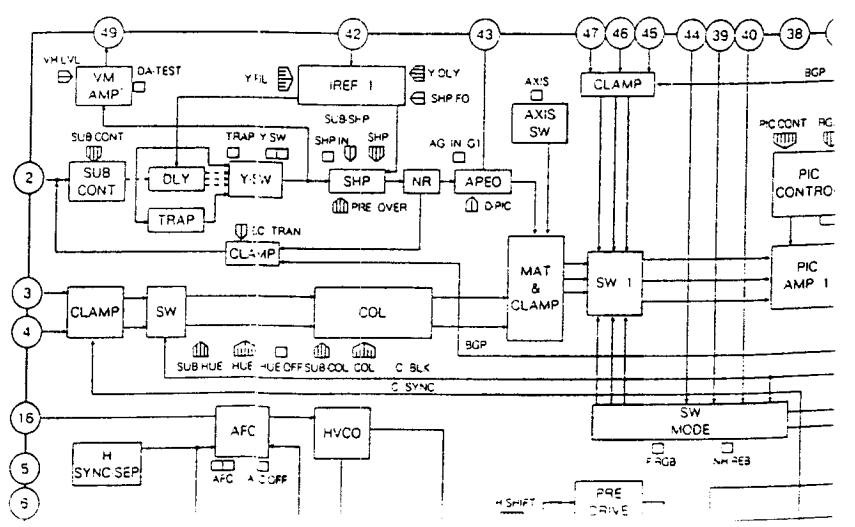 49
42
43
47
46
45
44
39
40
38
VM LVL
VM
AMP
DA-TEST
IREF 1
Y DLY
SHP FO
CLAMP
BGP
AXIS
AXIS
SW
SUB CONT
TRAP
Y SW
SUB-SHP
SHP IN
SHP
AG IN G1
PIC CONT
2
SUB
CONT
DLY
Y-SW
SHP
NR
APEO
PIC
CONTRO
TRAP
PRE OVER
D-PIC
TRAN
CLAMP
MAT
&
CLAMP
SW 1
PIC
AMP 1
3
4
CLAMP
SW
COL
BGP
SUB HUE
HUE
HUE OFF
SUB-COL
COL
C BLK
C SYNC
16
AFC
HVCO
SW
MODE
H
SYNC SEP
5
AFC
6
H SHIFT
PRE
DRIVE